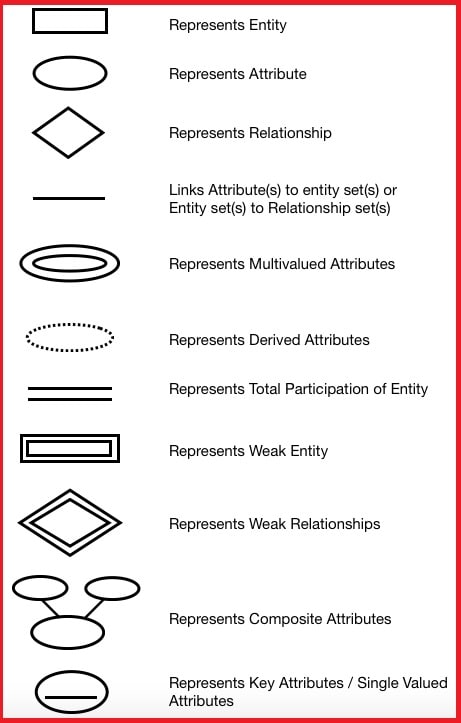 Represents Entity
Represents Attribute
Represents Relationship
Links Attribute(s) to entity set(s) or
Entity set(s) to Relationship set(s)
Represents Multivalued Attributes
Represents Derived Attributes
Represents Total Participation of Entity
Represents Weak Entity
Represents Weak Relationships
Represents Composite Attributes
Represents Key Attributes / Single Valued
Attributes